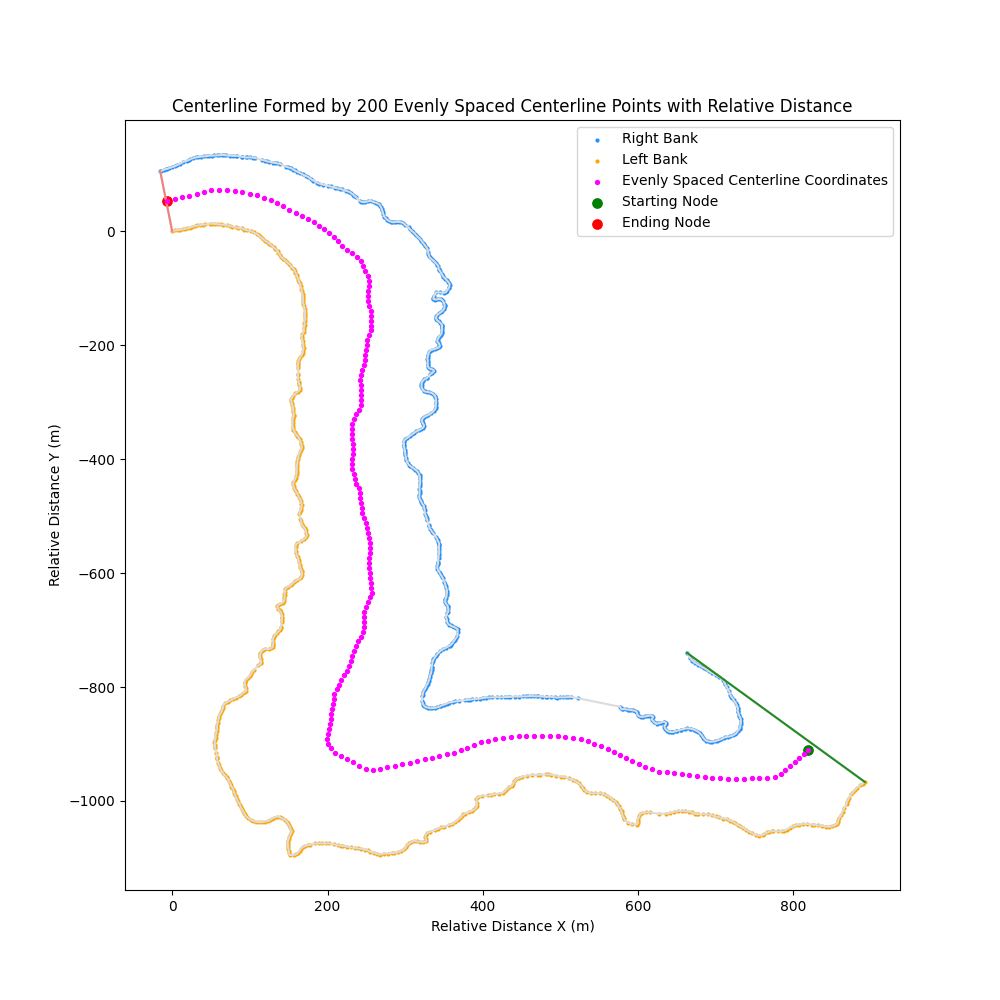 Centerline Formed by 200 Evenly Spaced Centerline Points with Relative Distance
Right Bank
Left Bank
Evenly Spaced Centerline Coordinates
Starting Node
Ending Node
0
−200
−400
−600
−800
−1000
Relative Distance Y (m)
0 200 400 600 800
Relative Distance X (m)